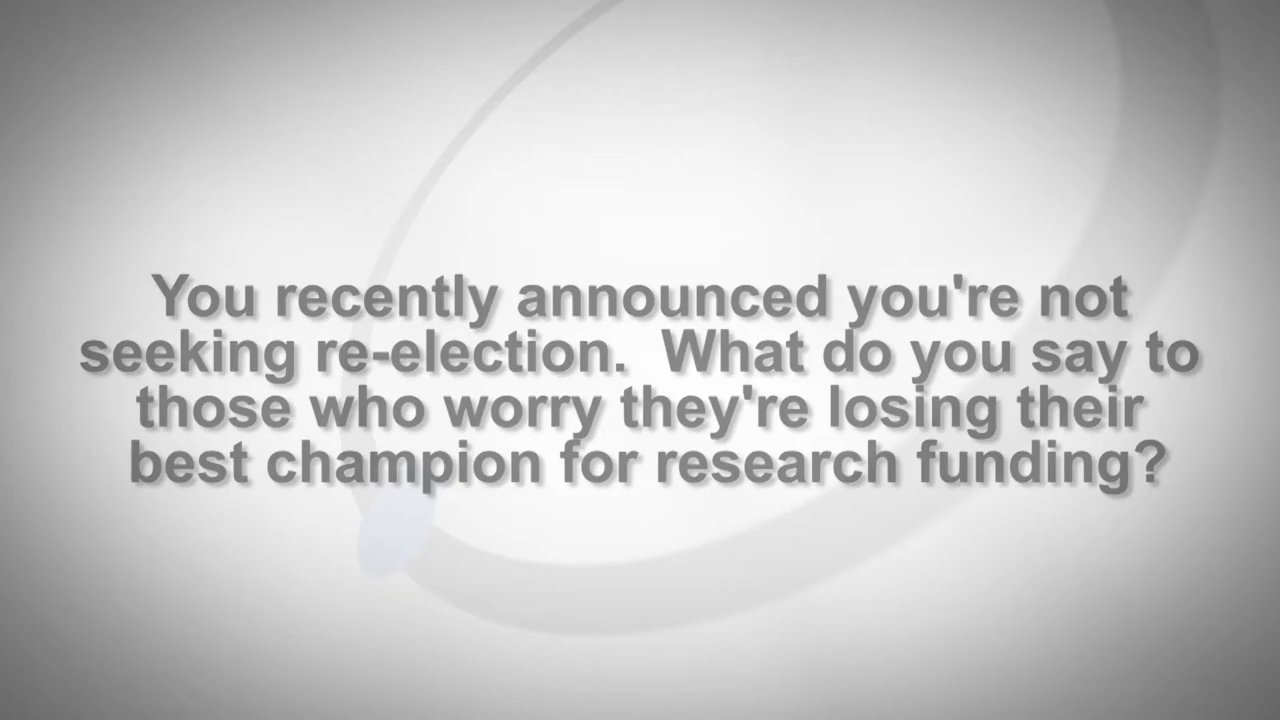 You recently announced you're not
seeking re-election.  What do you say to
those who worry they're losing their
best champion for research funding?